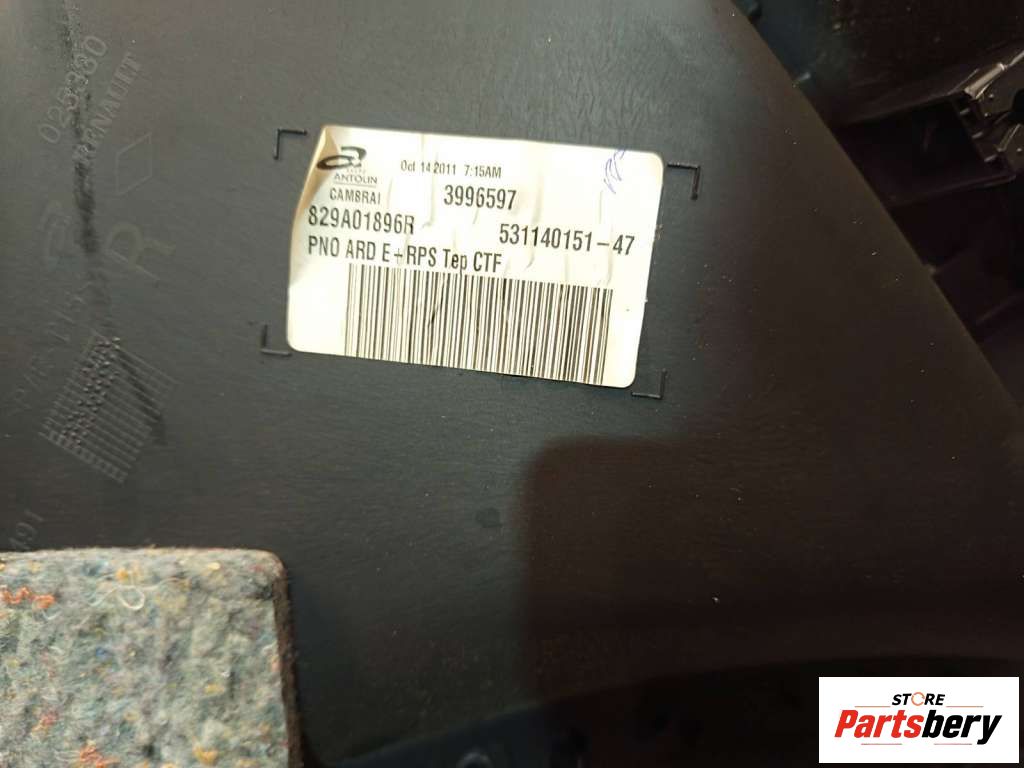 RENAULT
Oct 14 2011 7:15AM
ANTOLIN
CAMBRAI
3996597
829A01896R
531140151-47
PNO ARD E+RPS Tep CTF
R
STORE
Partsbery